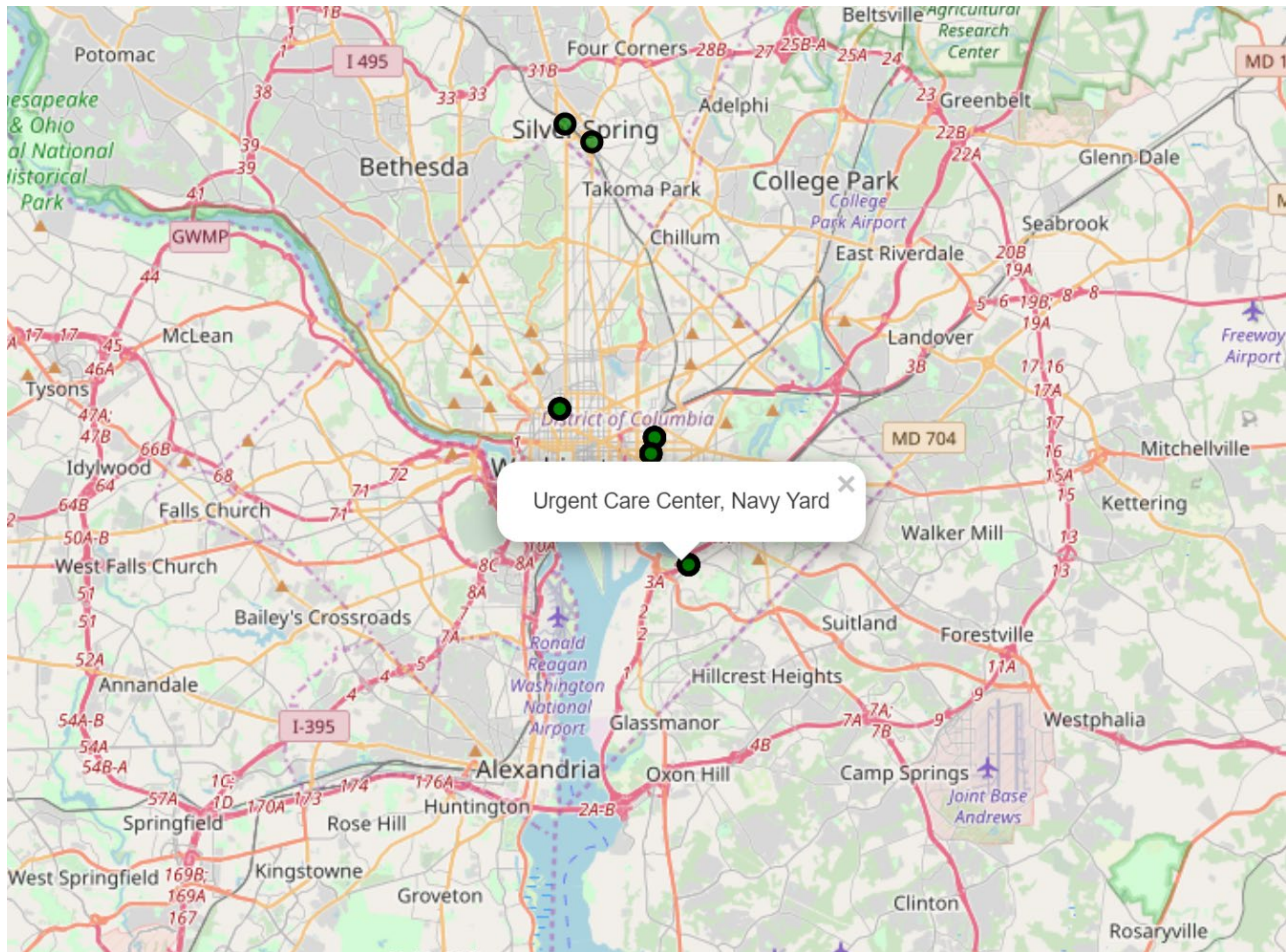 Beltsville
Agricultural
Research
Center
1B
1
1
Four Corners
28B
27
25B-A
25A
24
Potomac
I 495
31B
MD 1
38
33
33
23
Adelphi
Greenbelt
esapeake
& Ohio
al National
Historical
Park
Silver Spring
22B
22A
39
39
Bethesda
Glenn Dale
41
Takoma Park
College Park
College
Park Airport
M
GWMP
Chillum
Seabrook
East Riverdale
20B
19A
44
5
6
19B;
19A
8
8
17
17
McLean
Freeway
Airport
45
46A
Landover
3B
17
16
17A
Tysons
47A;
47B
District of Columbia
17
1
66B
MD 704
16
Mitchellville
Idylwood
68
72
15A
15
64
64B
71
71
Urgent Care Center, Navy Yard
×
Kettering
2
Falls Church
50A-B
Walker Mill
13
13
10A
8C
8A
8A
West Falls Church
3A
51
51
2
2
Bailey's Crossroads
7A
Ronald
Reagan
Washington
National
Airport
Suitland
Forestville
52A
5
4
4
1
11A
Annandale
Hillcrest Heights
9
9
54A-B
54A
54B-A
I-395
Glassmanor
7A
7A;
7B
Westphalia
4B
1C;
1D
Alexandria
Oxon Hill
Camp Springs
Joint Base
Andrews
57A
170A
173
174
176A
Huntington
2A-B
Springfield
Rose Hill
West Springfield
169B;
169A
167
Kingstowne
Groveton
Clinton
Rosaryville